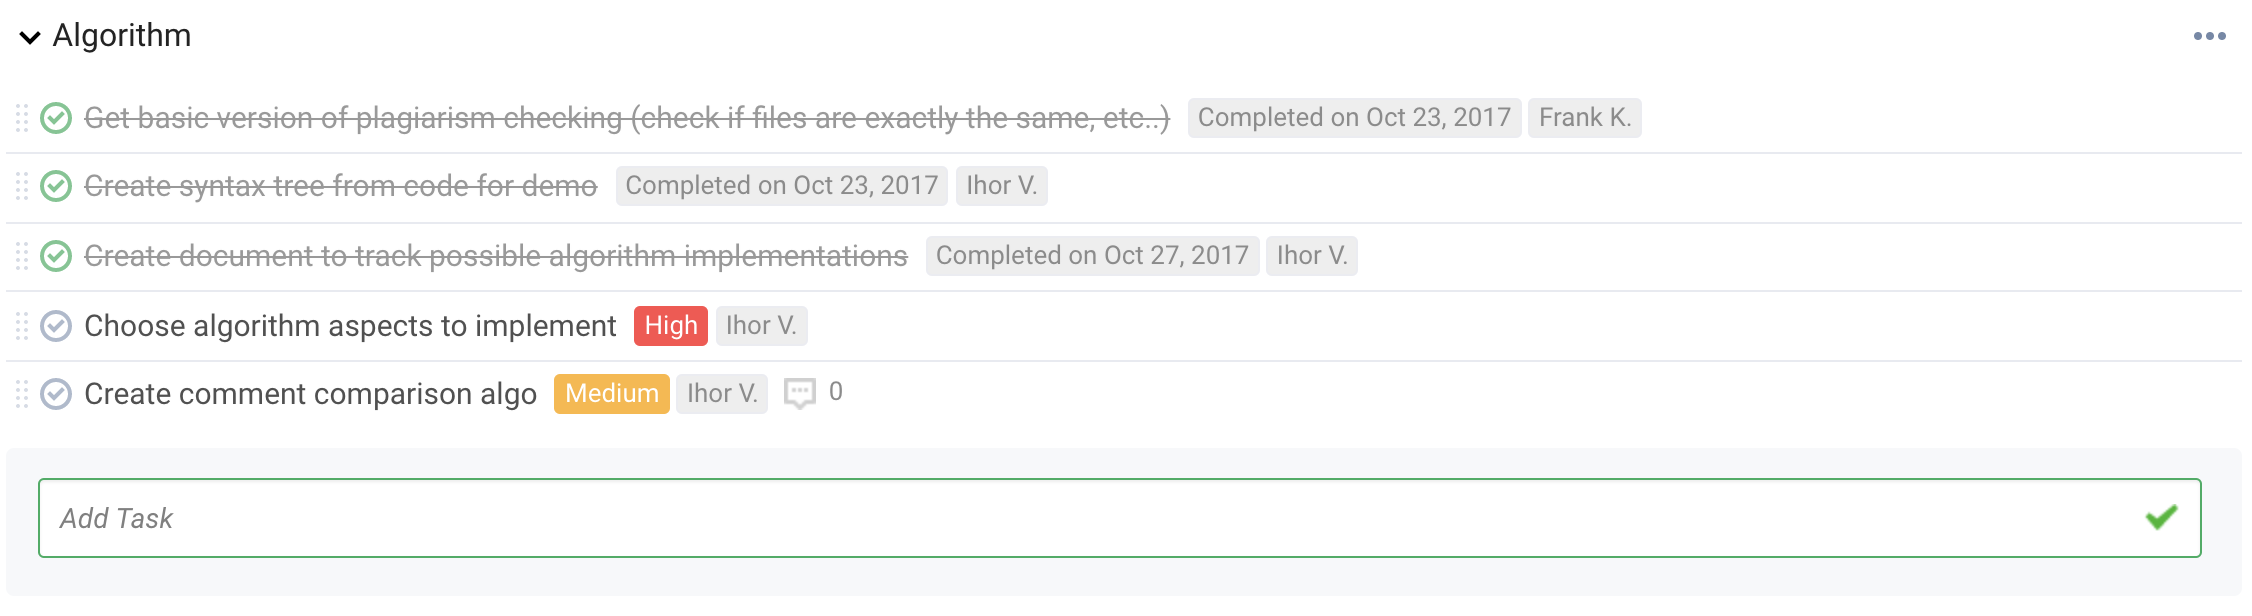 Algorithm
Get basic version of plagiarism checking (check if files are exactly the same, etc..) Completed on Oct 23, 2017 Frank K.
Create syntax tree from code for demo Completed on Oct 23, 2017 Ihor V.
Create document to track possible algorithm implementations Completed on Oct 27, 2017 Ihor V.
Choose algorithm aspects to implement High Ihor V.
Create comment comparison algo Medium Ihor V. 0
Add Task